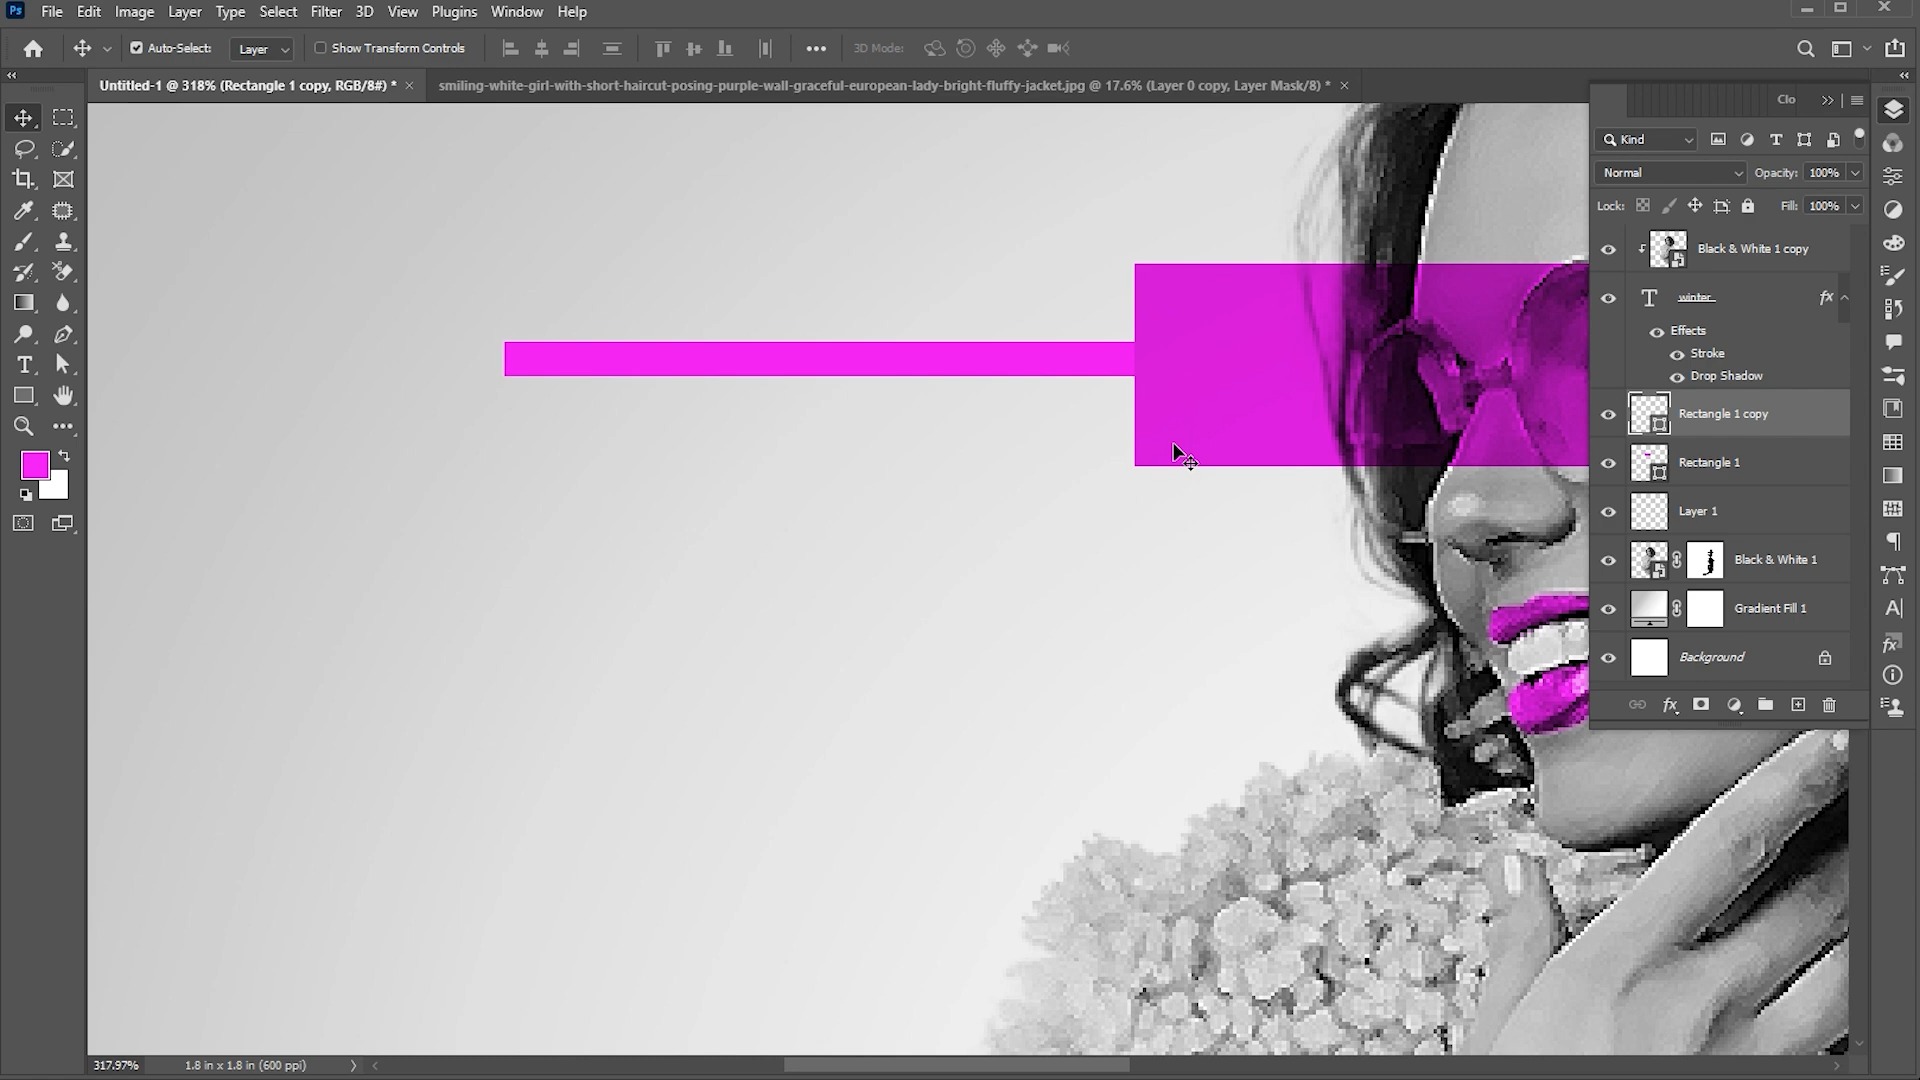 Ps File Edit Image Layer Type Select Filter 3D View Plugins Window Help
Auto-Select: Layer Show Transform Controls 3D Mode:
Untitled-1 @ 318% (Rectangle 1 copy, RGB/8#) * smiling-white-girl-with-short-haircut-posing-purple-wall-graceful-european-lady-bright-fluffy-jacket.jpg @ 17.6% (Layer 0 copy, Layer Mask/8) *
Clo
Kind
Normal Opacity: 100%
Lock: Fill: 100%
Black & White 1 copy
winter fx
Effects
Stroke
Drop Shadow
Rectangle 1 copy
Rectangle 1
Layer 1
Black & White 1
Gradient Fill 1
Background
fx
317.97% 1.8 in x 1.8 in (600 ppi)